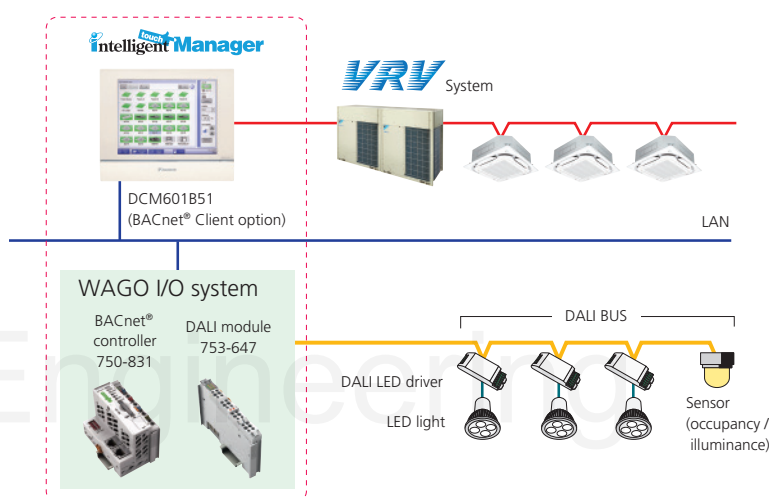 intelligent touch Manager
VRV System
DCM601B51
(BACnet® Client option)
LAN
WAGO I/O system
BACnet®
controller
750-831
DALI module
753-647
DALI BUS
DALI LED driver
LED light
Sensor
(occupancy /
illuminance)
Engineering